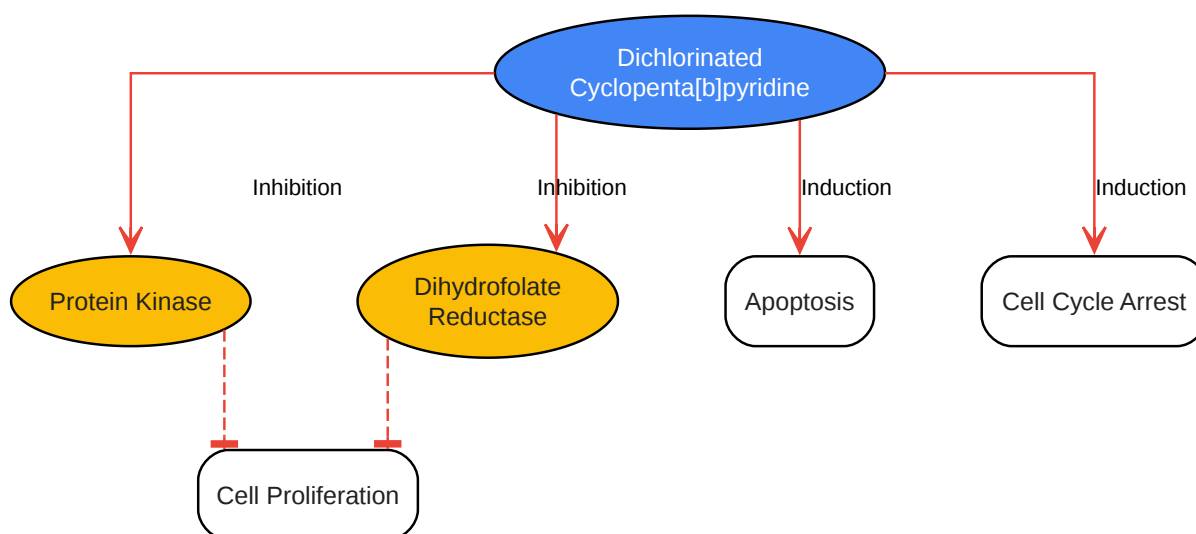 Dichlorinated
Cyclopenta[b]pyridine
Inhibition
Inhibition
Induction
Induction
Protein Kinase
Dihydrofolate
Reductase
Apoptosis
Cell Cycle Arrest
Cell Proliferation